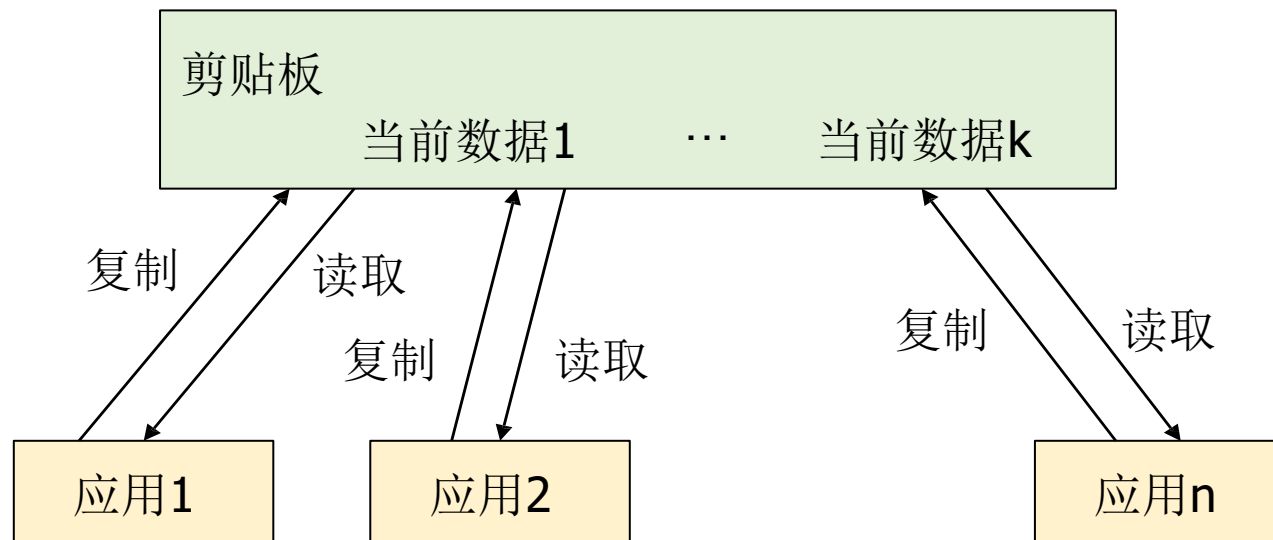 剪贴板
当前数据1 … 当前数据k
复制 读取 复制 读取 复制 读取
应用1 应用2 应用n